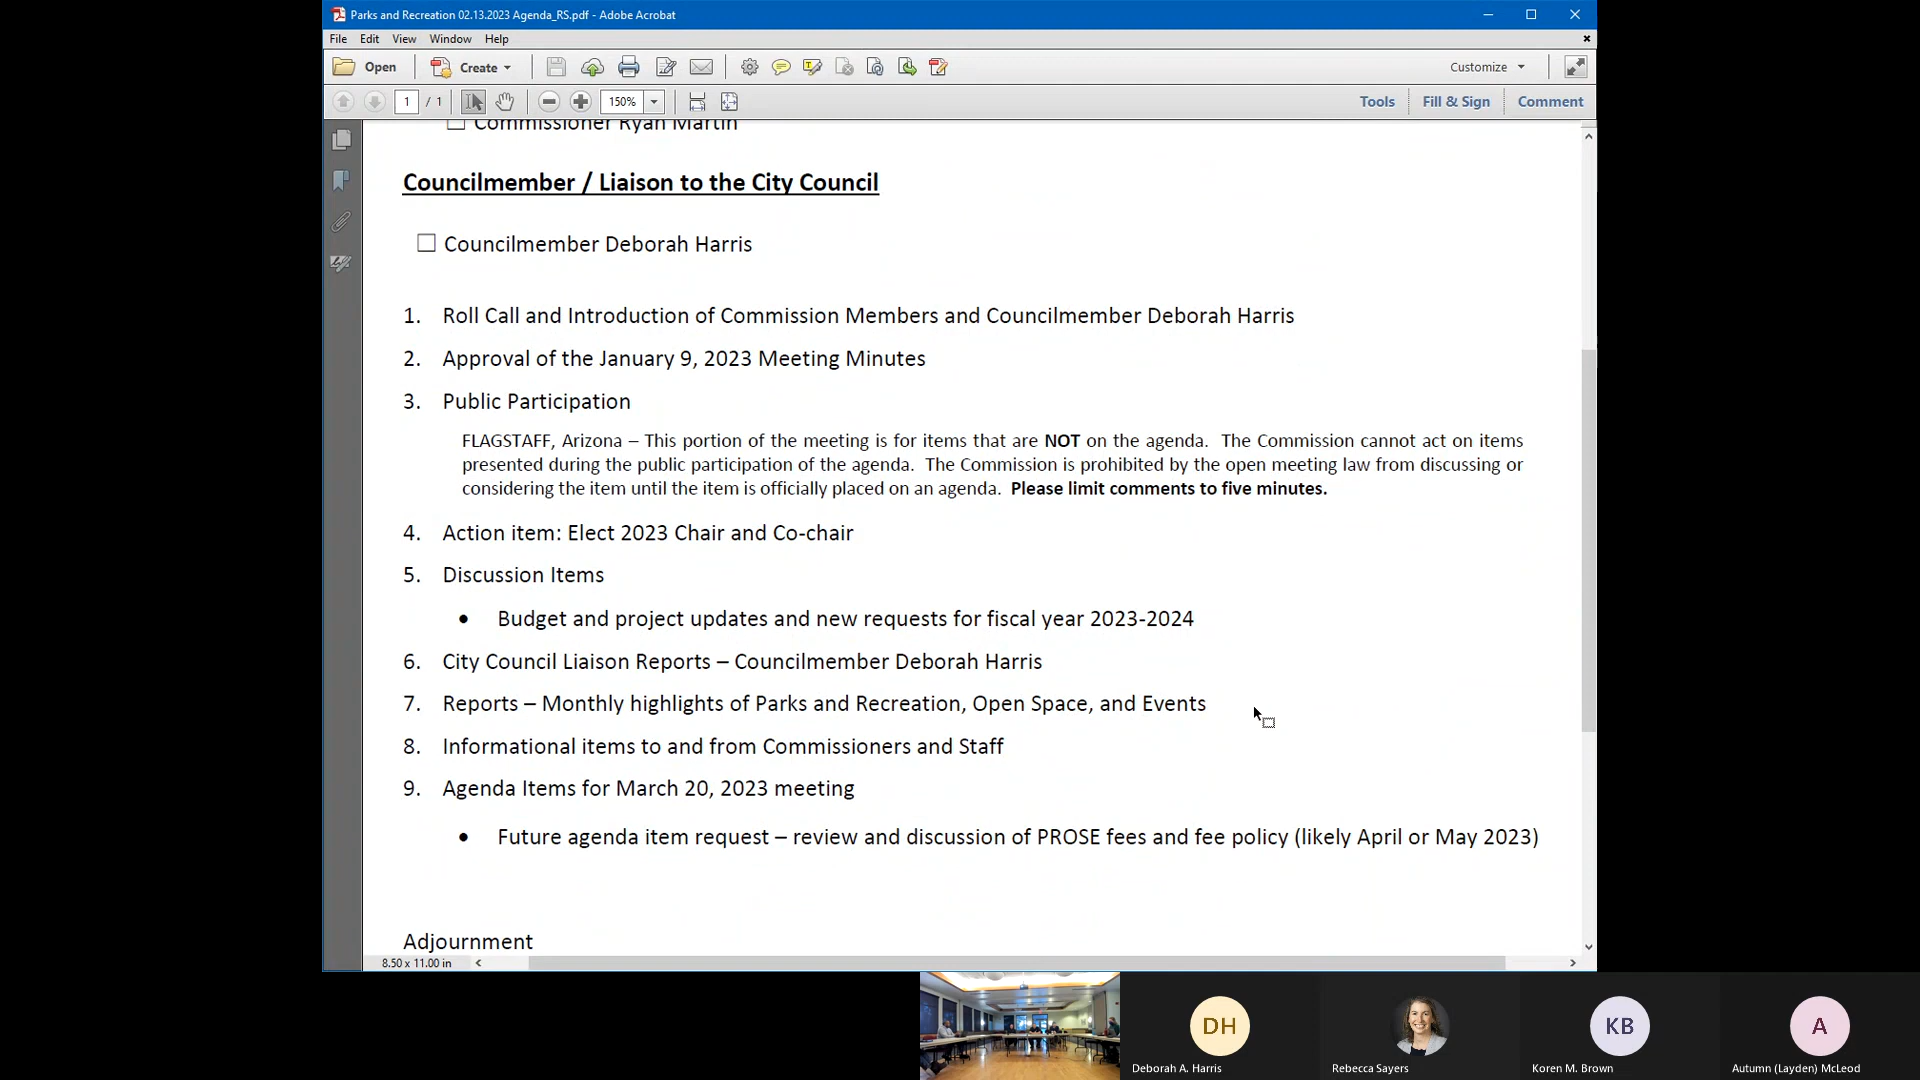 Parks and Recreation 02.13.2023 Agenda_RS.pdf - Adobe Acrobat
File Edit View Window Help
Open Create Customize
1 / 1 150% Tools Fill & Sign Comment
Commissioner Ryan Martin
Councilmember / Liaison to the City Council
Councilmember Deborah Harris
1. Roll Call and Introduction of Commission Members and Councilmember Deborah Harris
2. Approval of the January 9, 2023 Meeting Minutes
3. Public Participation
FLAGSTAFF, Arizona – This portion of the meeting is for items that are NOT on the agenda. The Commission cannot act on items
presented during the public participation of the agenda. The Commission is prohibited by the open meeting law from discussing or
considering the item until the item is officially placed on an agenda. Please limit comments to five minutes.
4. Action item: Elect 2023 Chair and Co-chair
5. Discussion Items
• Budget and project updates and new requests for fiscal year 2023-2024
6. City Council Liaison Reports – Councilmember Deborah Harris
7. Reports – Monthly highlights of Parks and Recreation, Open Space, and Events
8. Informational items to and from Commissioners and Staff
9. Agenda Items for March 20, 2023 meeting
• Future agenda item request – review and discussion of PROSE fees and fee policy (likely April or May 2023)
Adjournment
8.50 x 11.00 in
DH KB A
Deborah A. Harris Rebecca Sayers Koren M. Brown Autumn (Layden) McLeod